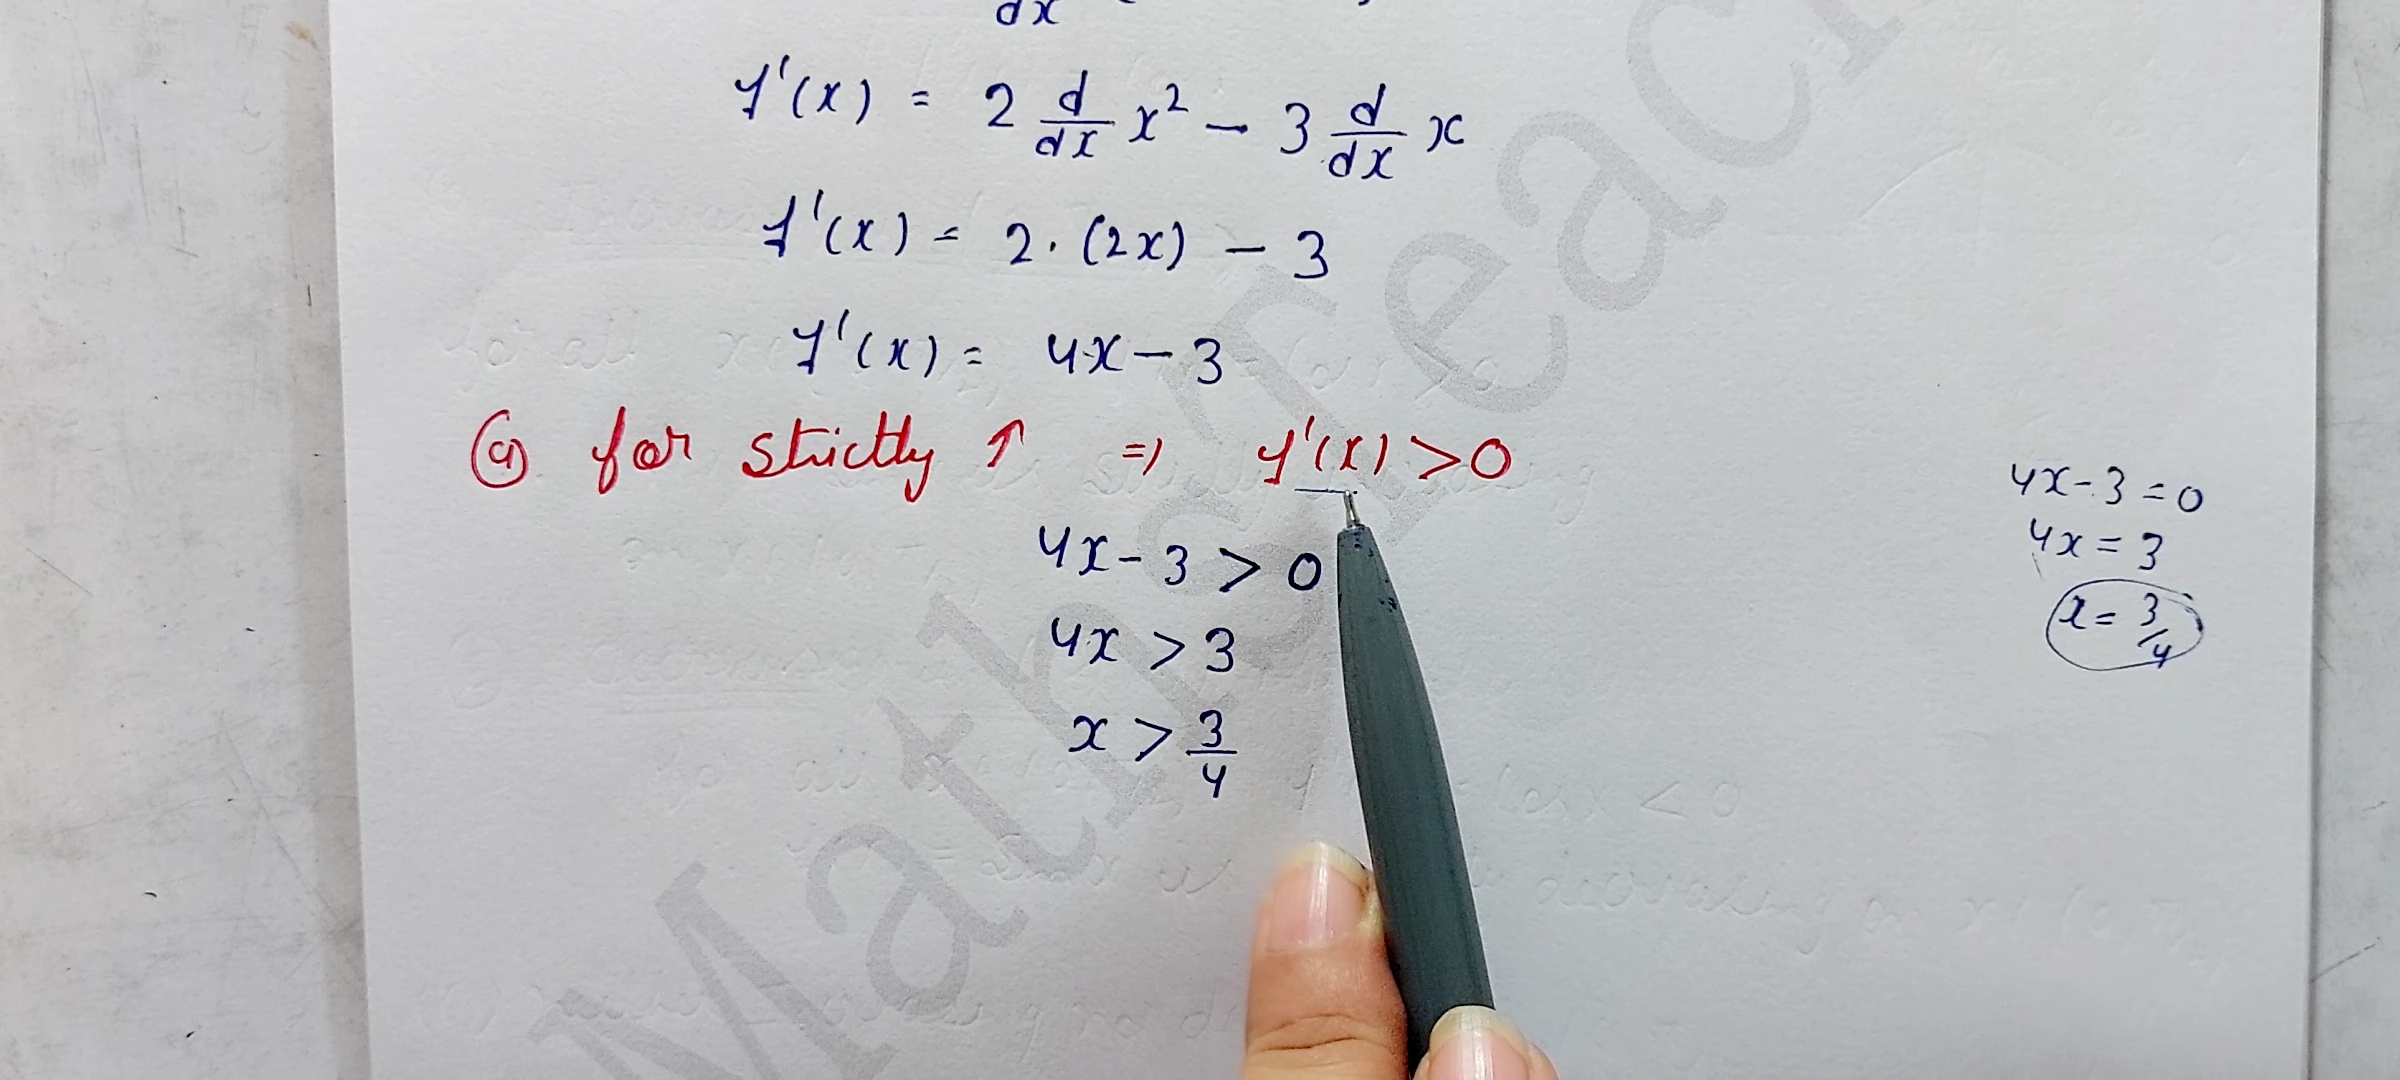 dx
f'(x) = 2 d/dx x² - 3 d/dx x
f'(x) = 2·(2x) - 3
f'(x) = 4x - 3
(a) for strictly ↑ ⇒ f'(x) > 0
4x - 3 > 0
4x > 3
x > 3/4
4x - 3 = 0
4x = 3
x = 3/4